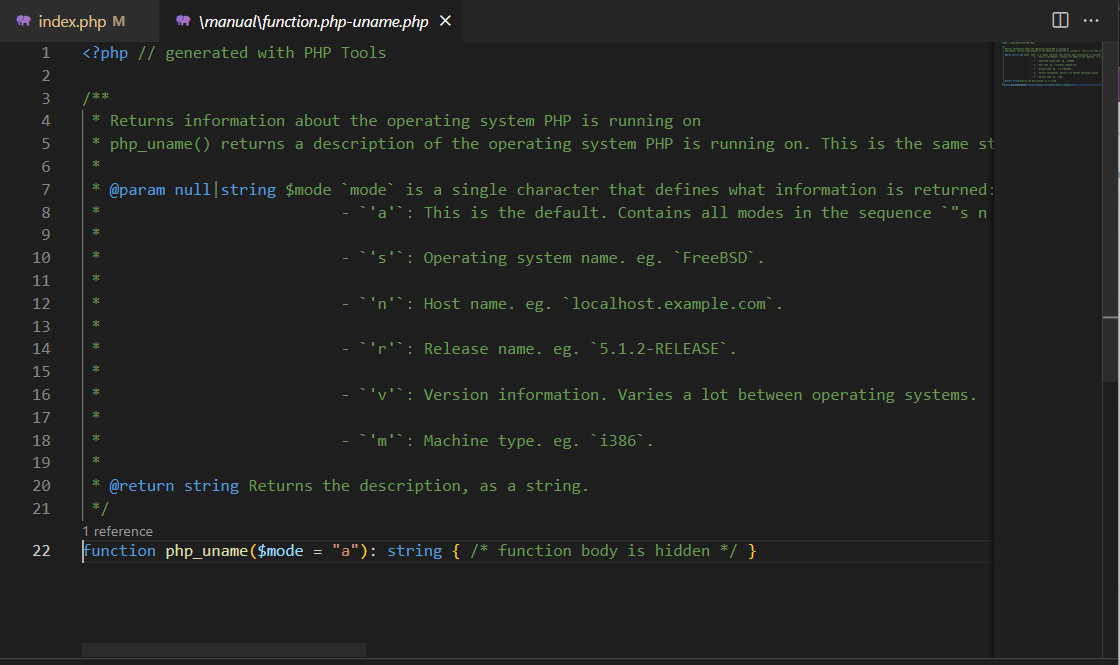 index.php M
\manual\function.php-uname.php
1 <?php // generated with PHP Tools
2
3 /**
4 * Returns information about the operating system PHP is running on
5 * php_uname() returns a description of the operating system PHP is running on. This is the same st
6 *
7 * @param null|string $mode `mode` is a single character that defines what information is returned:
8 * - `'a'`: This is the default. Contains all modes in the sequence `"s n
9 *
10 * - `'s'`: Operating system name. eg. `FreeBSD`.
11 *
12 * - `'n'`: Host name. eg. `localhost.example.com`.
13 *
14 * - `'r'`: Release name. eg. `5.1.2-RELEASE`.
15 *
16 * - `'v'`: Version information. Varies a lot between operating systems.
17 *
18 * - `'m'`: Machine type. eg. `i386`.
19 *
20 * @return string Returns the description, as a string.
21 */
1 reference
22 function php_uname($mode = "a"): string { /* function body is hidden */ }